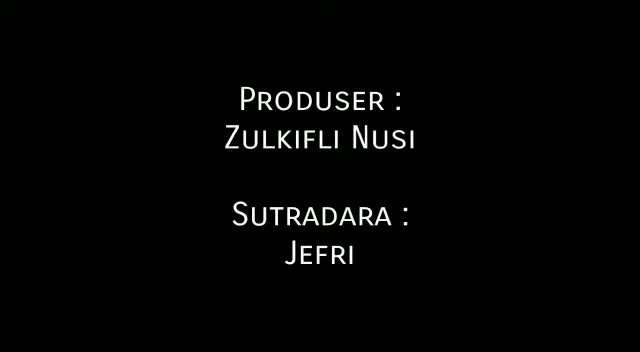 Produser :
Zulkifli Nusi
Sutradara :
Jefri